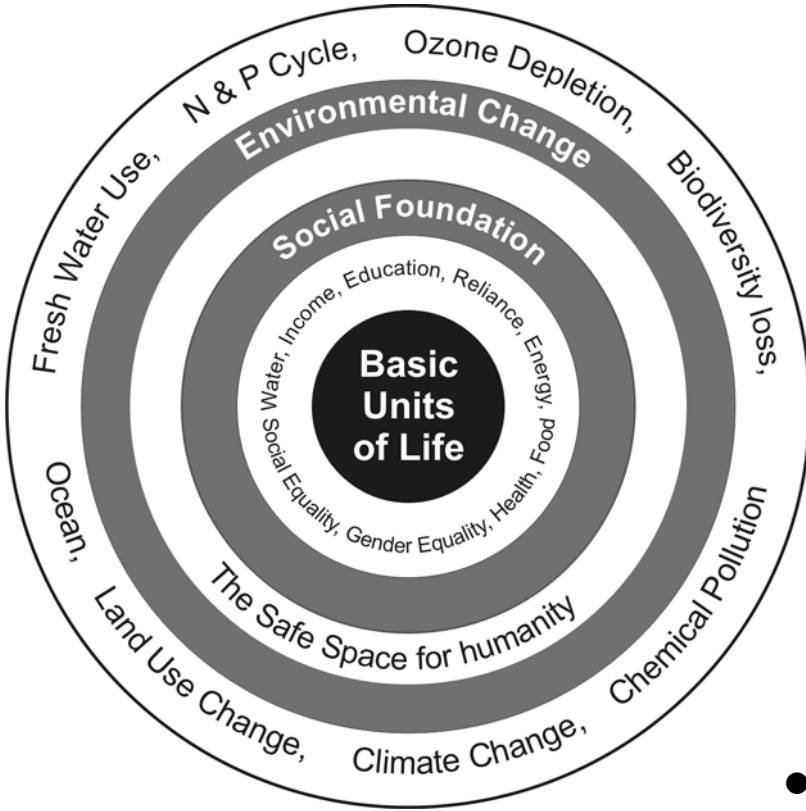 Fresh Water Use, N & P Cycle, Ozone Depletion, Biodiversity loss,
Environmental Change
Social Foundation
Water, Income, Education, Reliance, Energy, Food
Basic
Units
of Life
Social Equality, Gender Equality, Health,
The Safe Space for humanity
Ocean, Land Use Change, Climate Change, Chemical Pollution